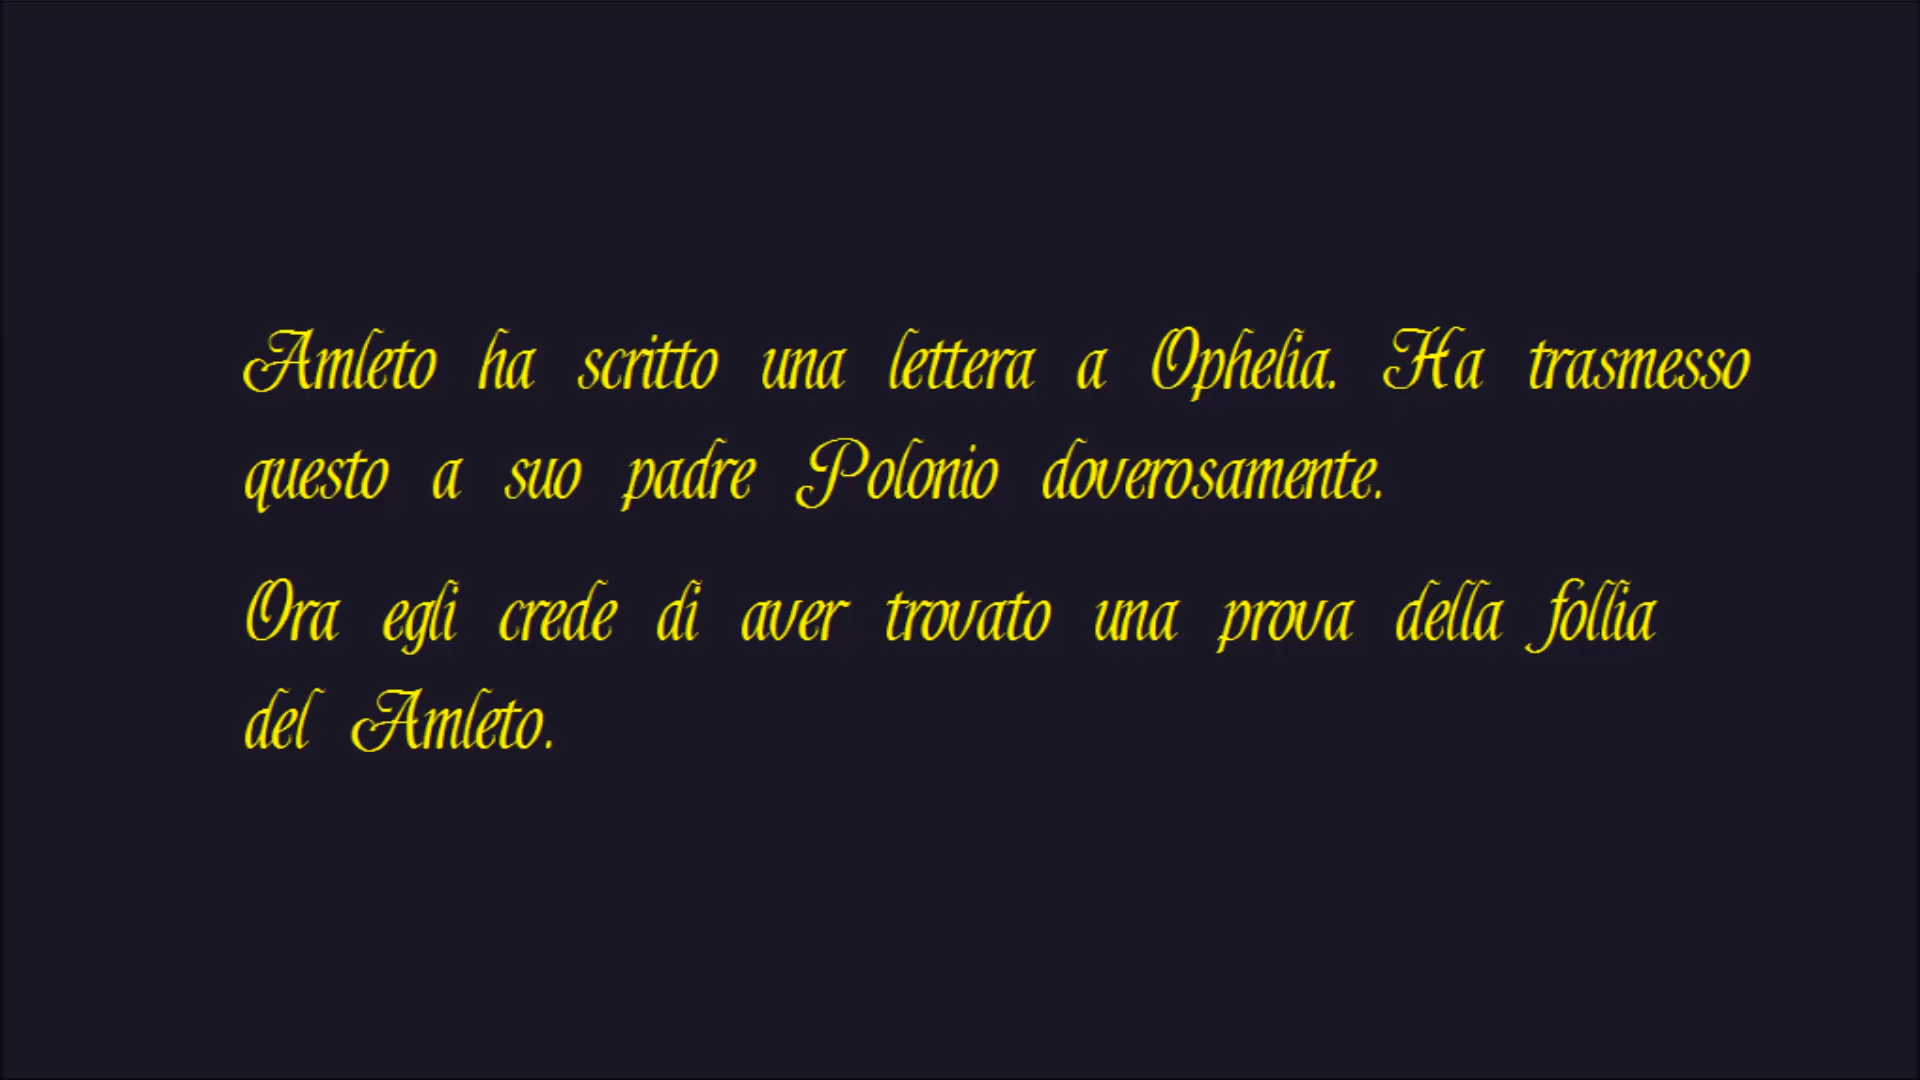 Amleto ha scritto una lettera a Ophelia. Ha trasmesso
questo a suo padre Polonio doverosamente.
Ora egli crede di aver trovato una prova della follia
del Amleto.